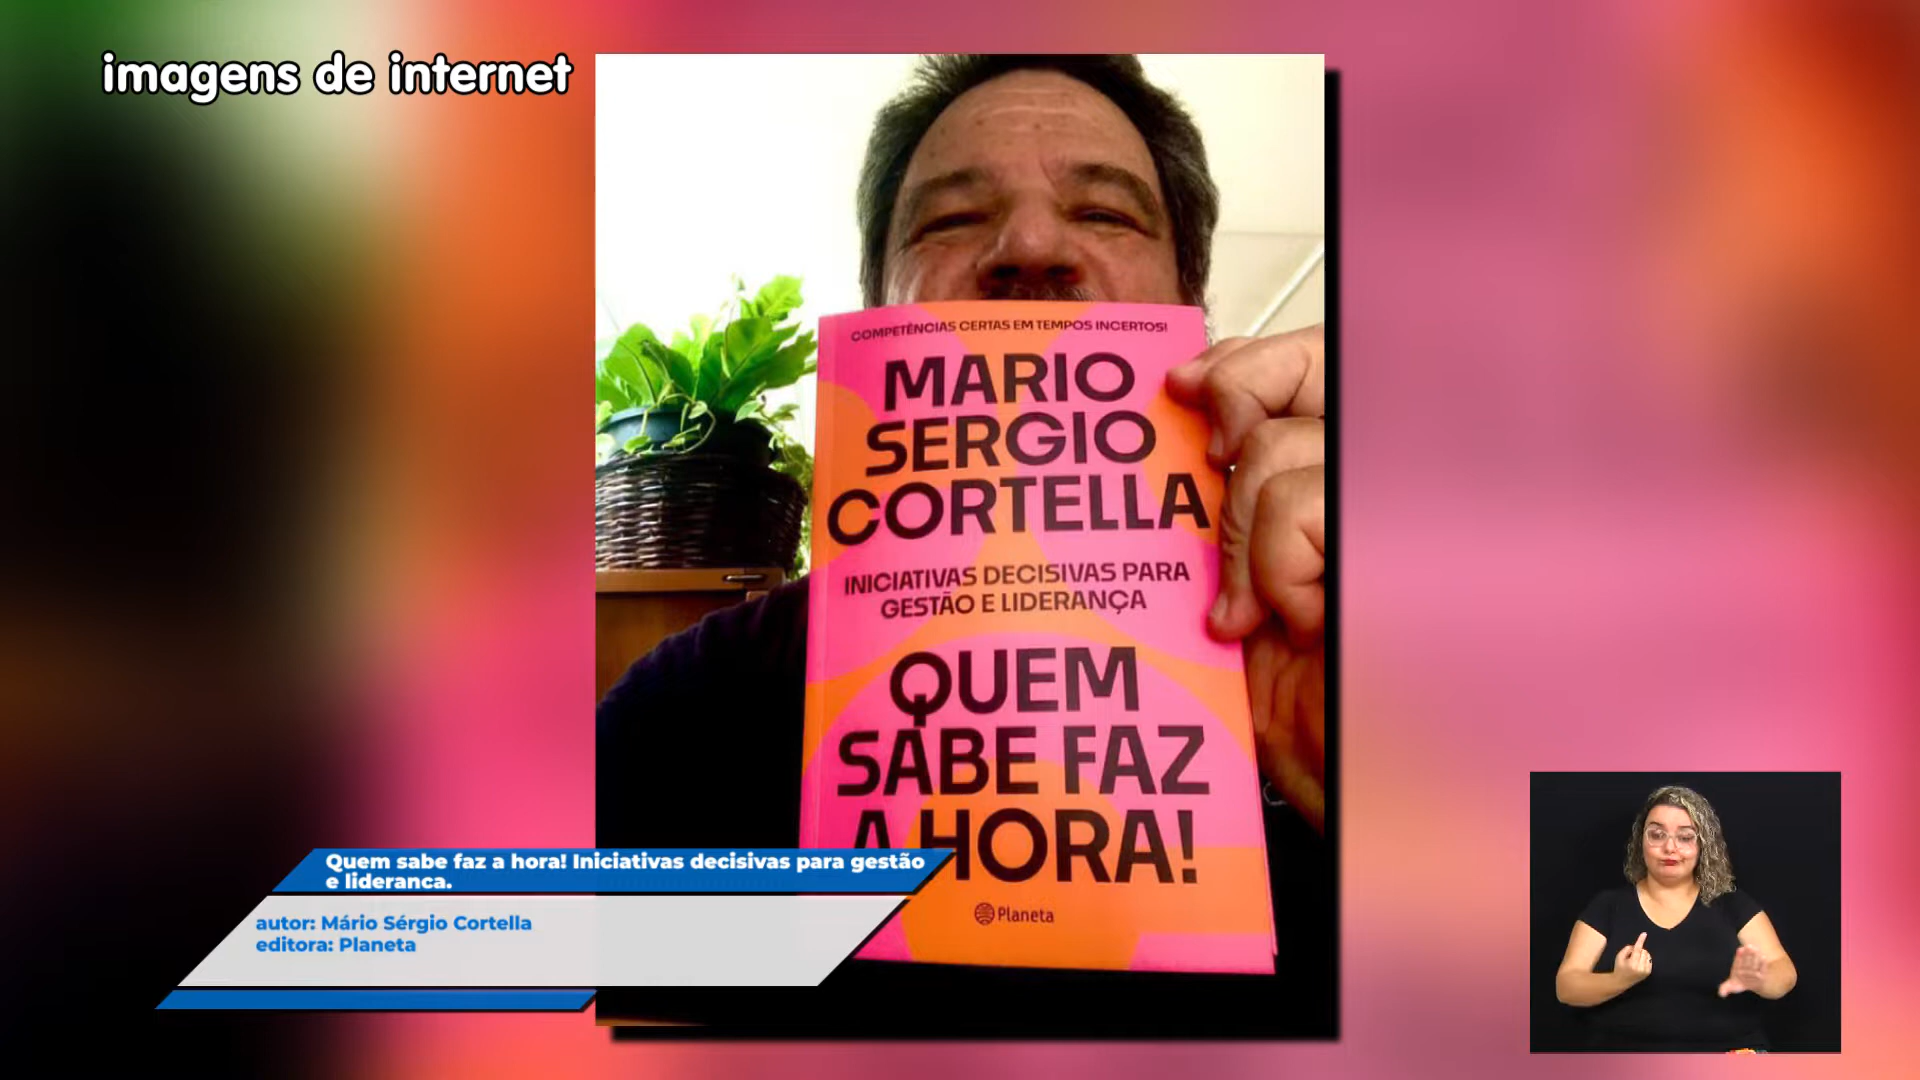 imagens de internet
COMPETÊNCIAS CERTAS EM TEMPOS INCERTOS!
MARIO
SERGIO
CORTELLA
INICIATIVAS DECISIVAS PARA
GESTÃO E LIDERANÇA
QUEM
SABE FAZ
A HORA!
Planeta
Quem sabe faz a hora! Iniciativas decisivas para gestão
e lideranca.
autor: Mário Sérgio Cortella
editora: Planeta